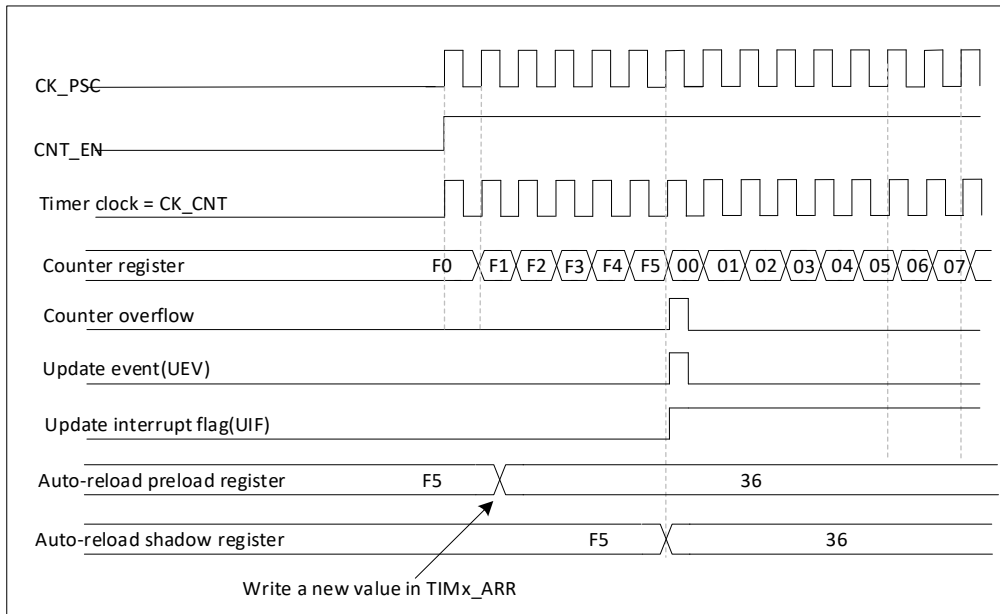 CK_PSC
CNT_EN
Timer clock = CK_CNT
Counter register F0 F1 F2 F3 F4 F5 00 01 02 03 04 05 06 07
Counter overflow
Update event(UEV)
Update interrupt flag(UIF)
Auto-reload preload register F5 36
Auto-reload shadow register F5 36
Write a new value in TIMx_ARR